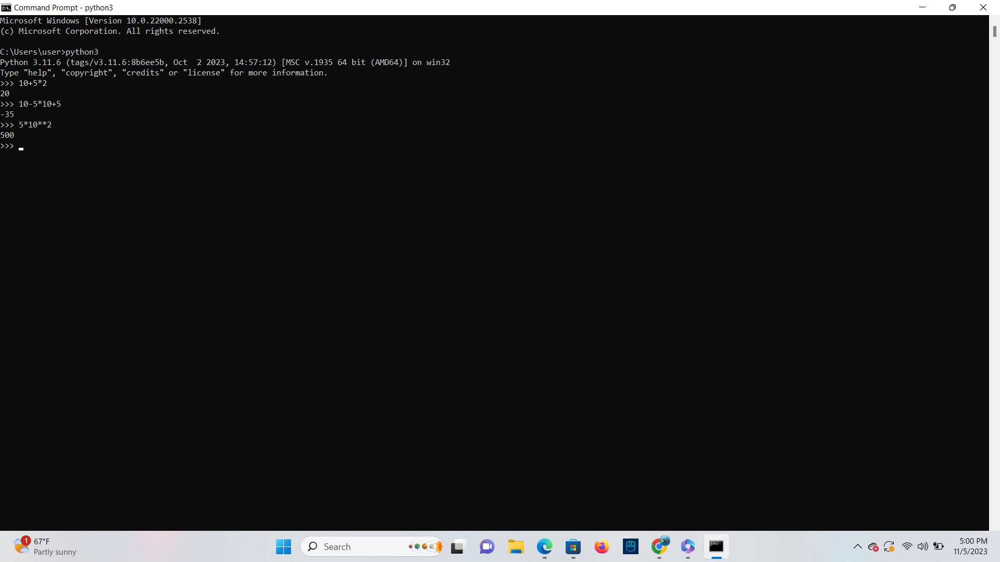 Command Prompt - python3
Microsoft Windows [Version 10.0.22000.2538]
(c) Microsoft Corporation. All rights reserved.
C:\Users\user>python3
Python 3.11.6 (tags/v3.11.6:8b6ee5b, Oct  2 2023, 14:57:12) [MSC v.1935 64 bit (AMD64)] on win32
Type "help", "copyright", "credits" or "license" for more information.
>>> 10+5*2
20
>>> 10-5*10+5
-35
>>> 5*10**2
500
>>>
1
67°F
Partly sunny
Search
5:00 PM
11/5/2023